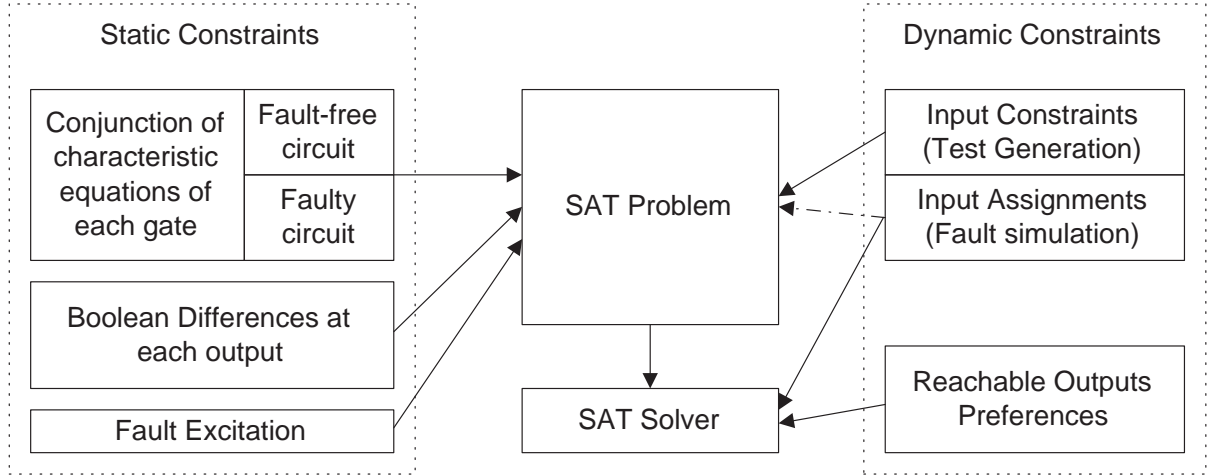 Static Constraints
Conjunction of
characteristic
equations of
each gate
Fault-free
circuit
Faulty
circuit
Boolean Differences at
each output
Fault Excitation
SAT Problem
SAT Solver
Dynamic Constraints
Input Constraints
(Test Generation)
Input Assignments
(Fault simulation)
Reachable Outputs
Preferences